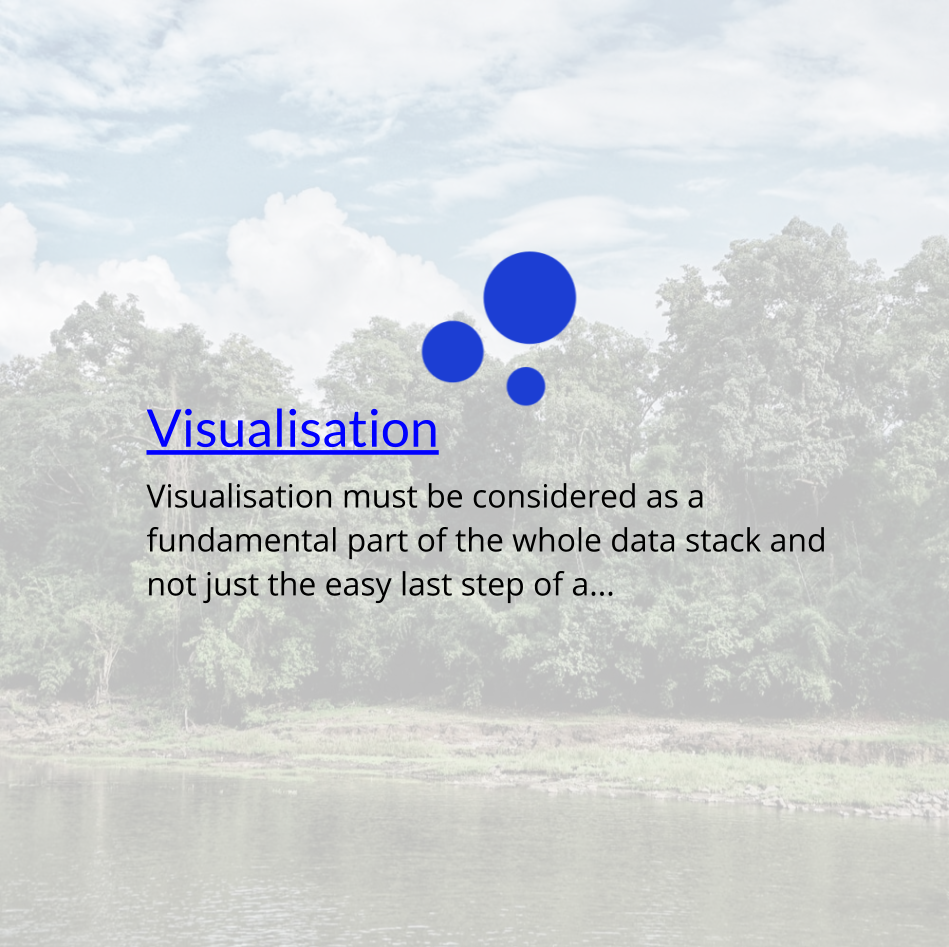 Visualisation
Visualisation must be considered as a
fundamental part of the whole data stack and
not just the easy last step of a...